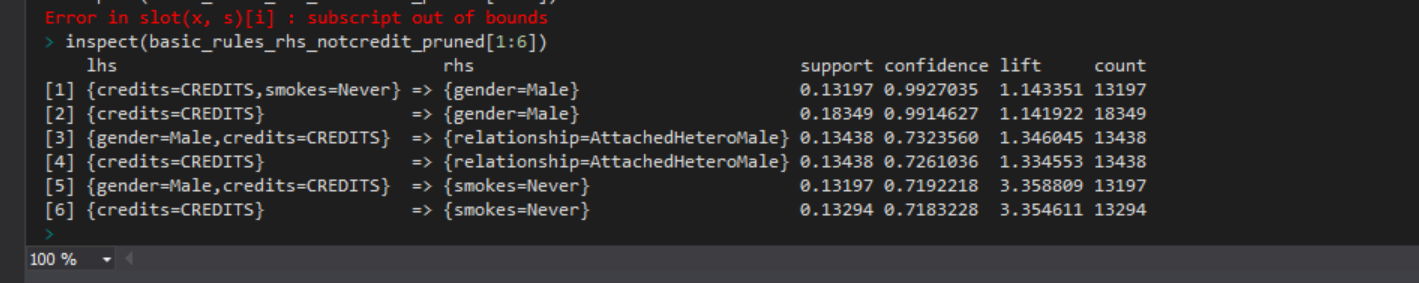 Error in slot(x, s)[i] : subscript out of bounds
> inspect(basic_rules_rhs_notcredit_pruned[1:6])
    lhs                                rhs                               support confidence lift     count
[1] {credits=CREDITS,smokes=Never} => {gender=Male}                     0.13197 0.9927035  1.143351 13197
[2] {credits=CREDITS}              => {gender=Male}                     0.18349 0.9914627  1.141922 18349
[3] {gender=Male,credits=CREDITS}  => {relationship=AttachedHeteroMale} 0.13438 0.7323560  1.346045 13438
[4] {credits=CREDITS}              => {relationship=AttachedHeteroMale} 0.13438 0.7261036  1.334553 13438
[5] {gender=Male,credits=CREDITS}  => {smokes=Never}                    0.13197 0.7192218  3.358809 13197
[6] {credits=CREDITS}              => {smokes=Never}                    0.13294 0.7183228  3.354611 13294
>
100 %